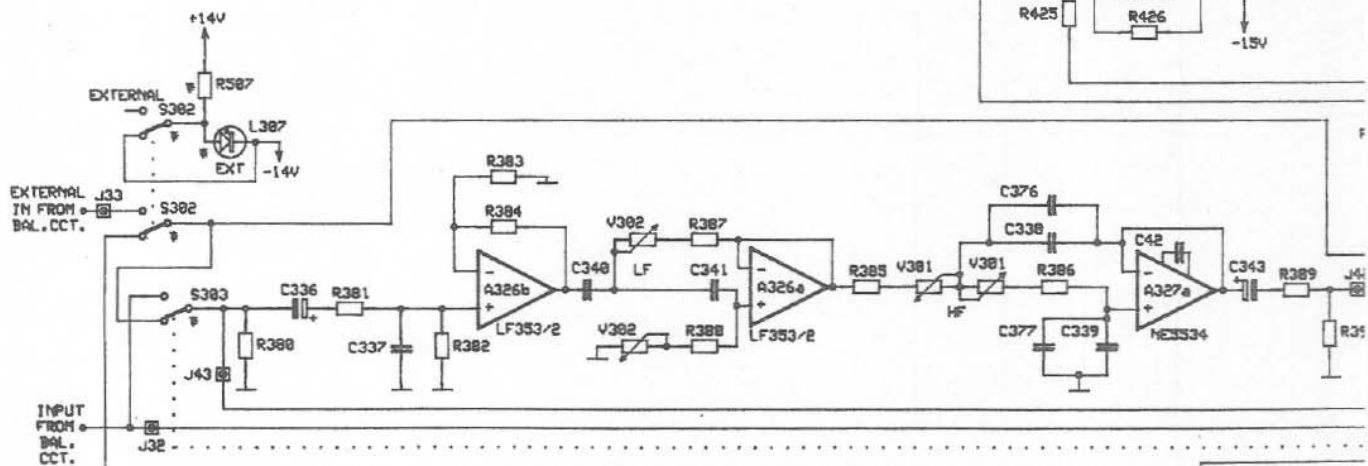 +14V
R507
EXTERNAL
S302
L307
EXT
-14V
EXTERNAL
IN FROM
BAL.CCT.
J33
S302
S303
C336
R381
R380
C337
R382
J43
INPUT
FROM
BAL.
CCT.
J32
R383
R384
A326b
LF353/2
C340
V302
LF
R387
C341
V302
R388
A326a
LF353/2
R385
V301
V301
HF
R386
C376
C338
C377
C339
C42
A327a
NE5534
C343
R389
R425
R426
-15V